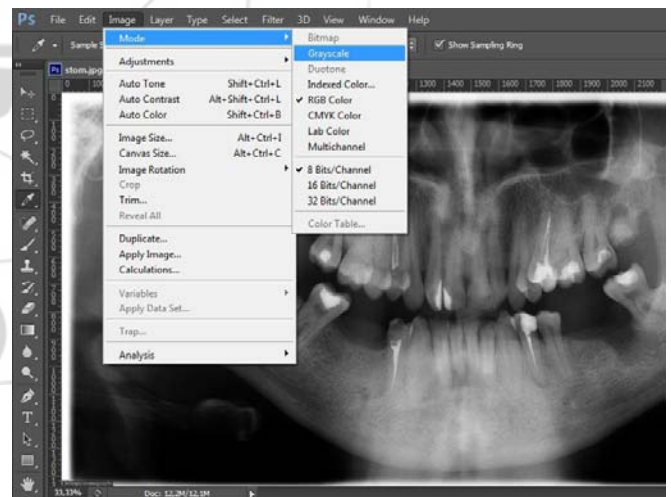 Ps File Edit Image Layer Type Select Filter 3D View Window Help
Sample S
Show Sampling Ring
stom.jpg
Mode
Adjustments
Auto Tone Shift+Ctrl+L
Auto Contrast Alt+Shift+Ctrl+L
Auto Color Shift+Ctrl+B
Image Size... Alt+Ctrl+I
Canvas Size... Alt+Ctrl+C
Image Rotation
Crop
Trim...
Reveal All
Duplicate...
Apply Image...
Calculations...
Variables
Apply Data Set...
Trap...
Analysis
Bitmap
Grayscale
Duotone
Indexed Color...
RGB Color
CMYK Color
Lab Color
Multichannel
8 Bits/Channel
16 Bits/Channel
32 Bits/Channel
Color Table...
1300 1400 1500 1600 1700 1800 1900 2000 2100
33,33% Doc: 12,2M/12,1M